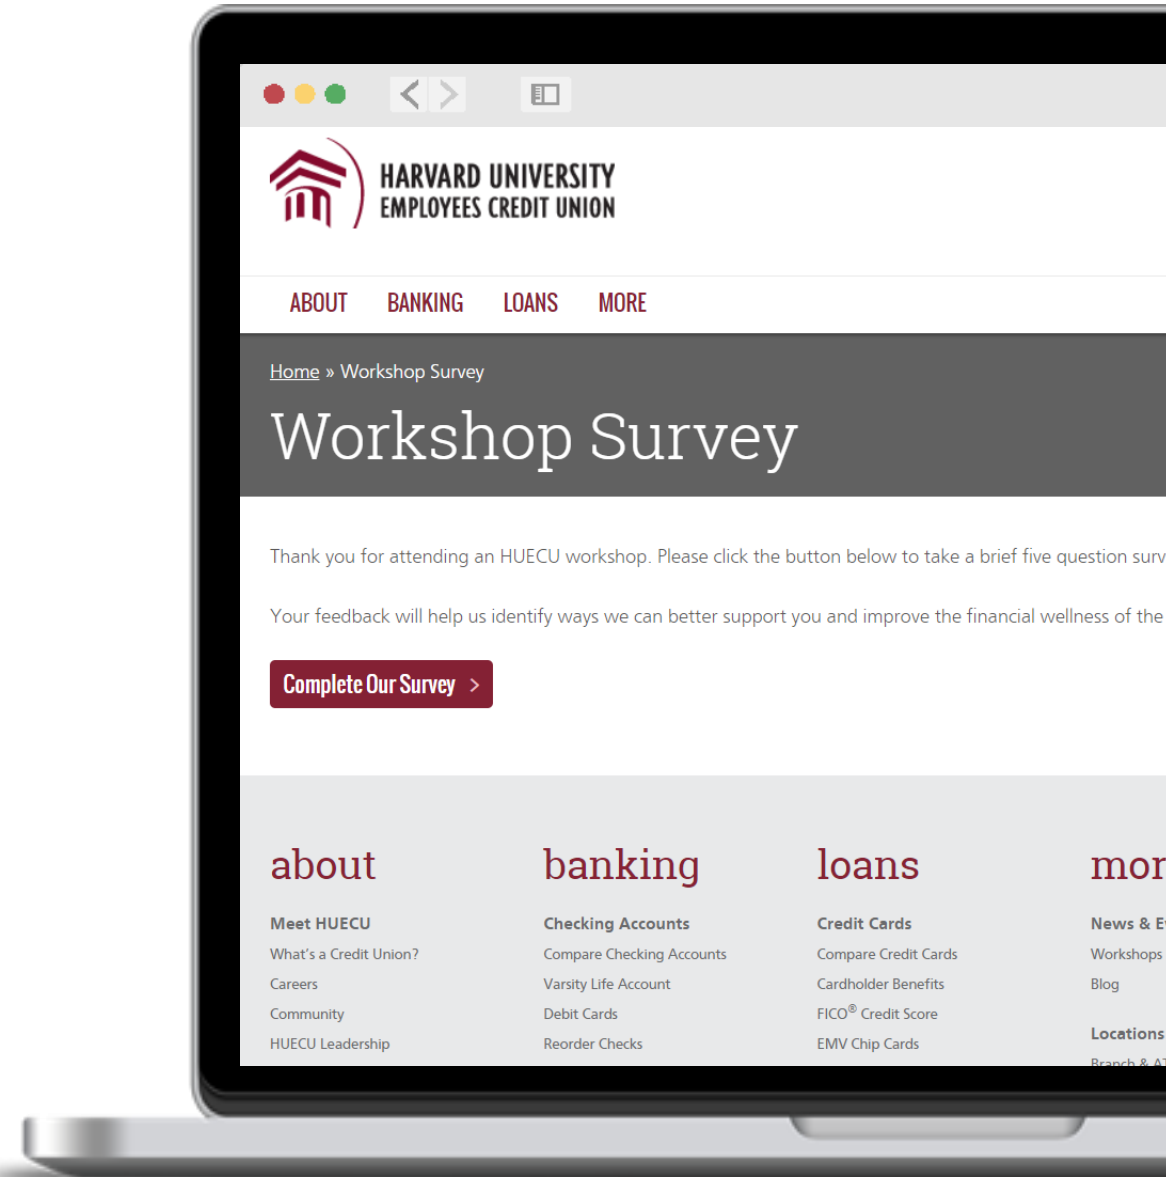 HARVARD UNIVERSITY
EMPLOYEES CREDIT UNION
ABOUT BANKING LOANS MORE
Home » Workshop Survey
Workshop Survey
Thank you for attending an HUECU workshop. Please click the button below to take a brief five question surv
Your feedback will help us identify ways we can better support you and improve the financial wellness of the
Complete Our Survey >
about banking loans mor
Meet HUECU Checking Accounts Credit Cards News & E
What's a Credit Union? Compare Checking Accounts Compare Credit Cards Workshops
Careers Varsity Life Account Cardholder Benefits Blog
Community Debit Cards FICO® Credit Score
Locations
HUECU Leadership Reorder Checks EMV Chip Cards
Branch & AT